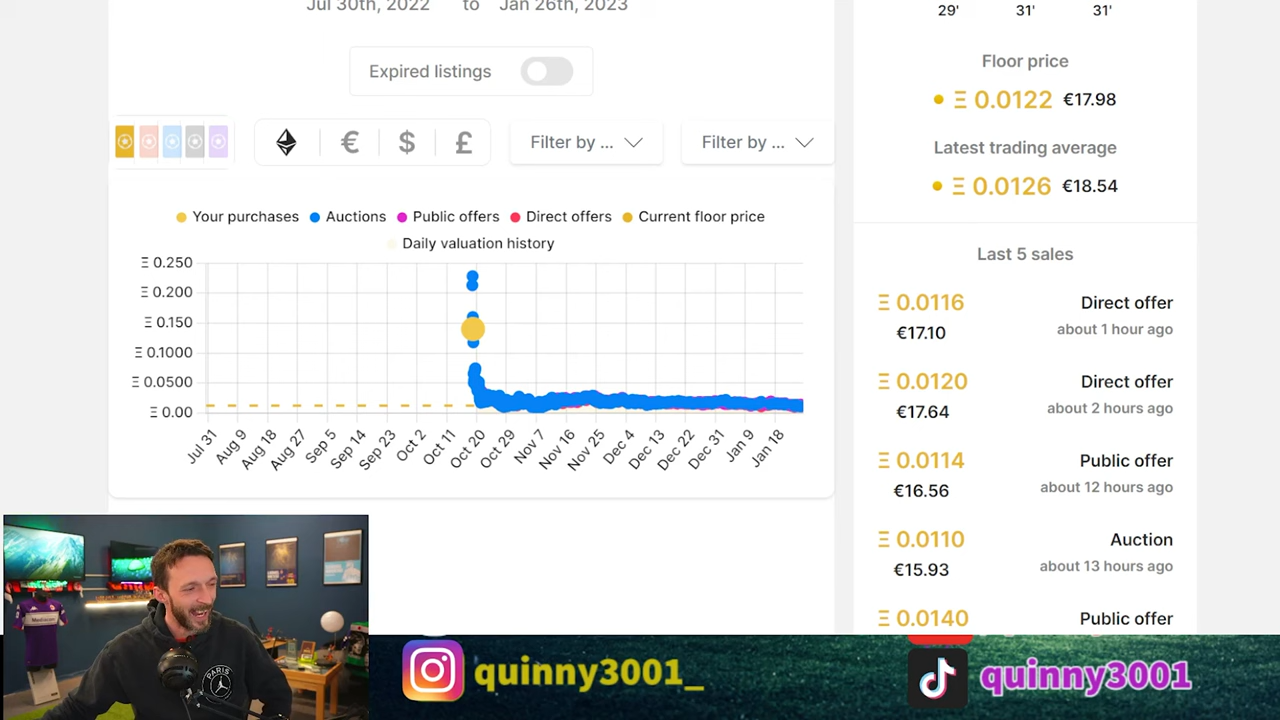 Jul 30th, 2022 to Jan 26th, 2023
Expired listings
€ $ £ Filter by ... Filter by ...
Your purchases Auctions Public offers Direct offers Current floor price
Daily valuation history
Ξ 0.250
Ξ 0.200
Ξ 0.150
Ξ 0.1000
Ξ 0.0500
Ξ 0.00
Jul 31 Aug 9 Aug 18 Aug 27 Sep 5 Sep 14 Sep 23 Oct 2 Oct 11 Oct 20 Oct 29 Nov 7 Nov 16 Nov 25 Dec 4 Dec 13 Dec 22 Dec 31 Jan 9 Jan 18
29' 31' 31'
Floor price
Ξ 0.0122 €17.98
Latest trading average
Ξ 0.0126 €18.54
Last 5 sales
Ξ 0.0116 Direct offer
€17.10 about 1 hour ago
Ξ 0.0120 Direct offer
€17.64 about 2 hours ago
Ξ 0.0114 Public offer
€16.56 about 12 hours ago
Ξ 0.0110 Auction
€15.93 about 13 hours ago
Ξ 0.0140 Public offer
PARIS
quinny3001_
quinny3001